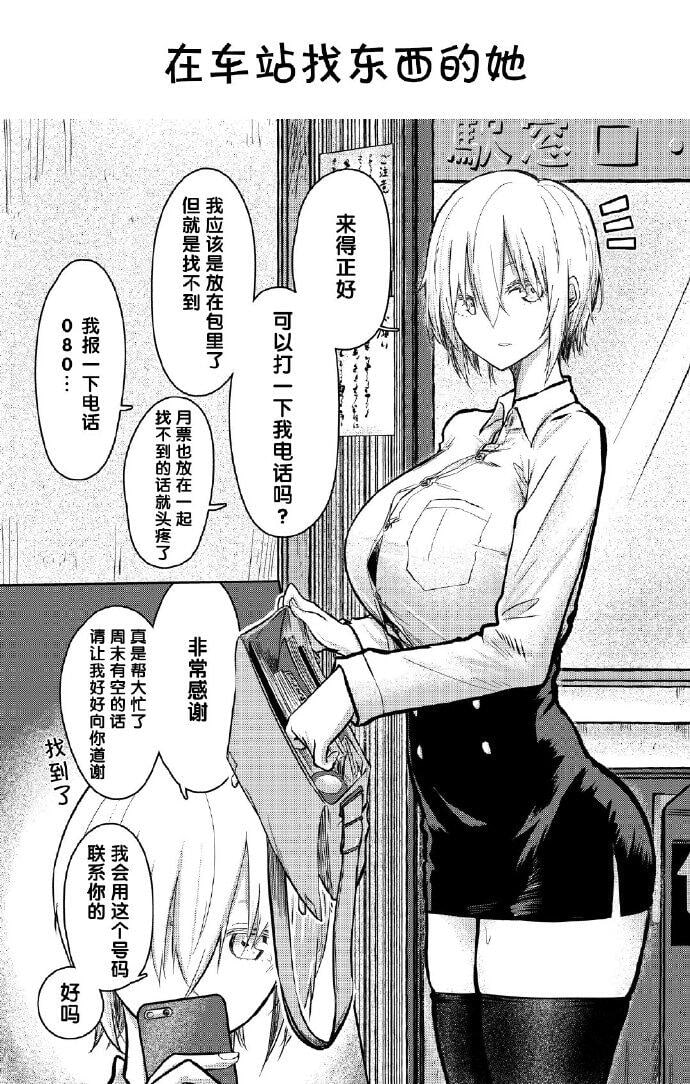 在车站找东西的她
駅窓口
ご注意
来得正好
可以打一下我电话吗？
我应该是放在包里了
但就是找不到
月票也放在一起
找不到的话就头疼了
我报一下电话
080…
非常感谢
真是帮大忙了
周末有空的话
请让我好好向你道谢
找到了
我会用这个号码
联系你的
好吗